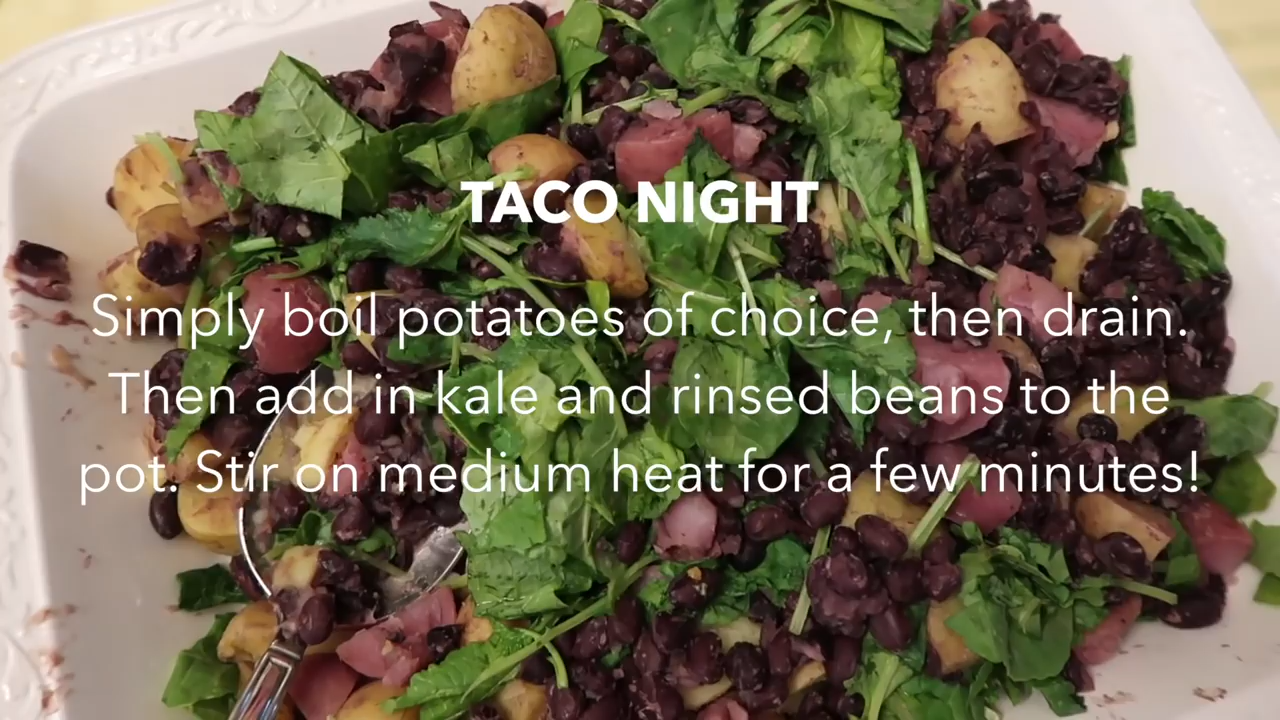 TACO NIGHT
Simply boil potatoes of choice, then drain.
Then add in kale and rinsed beans to the
pot. Stir on medium heat for a few minutes!